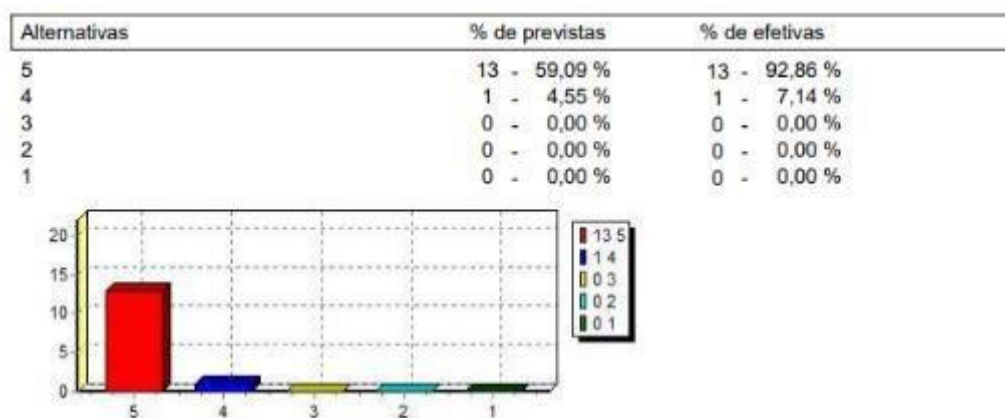 Alternativas % de previstas % de efetivas
5 13 - 59,09 % 13 - 92,86 %
4 1 - 4,55 % 1 - 7,14 %
3 0 - 0,00 % 0 - 0,00 %
2 0 - 0,00 % 0 - 0,00 %
1 0 - 0,00 % 0 - 0,00 %
20
15
10
5
0
5 4 3 2 1
13 5
1 4
0 3
0 2
0 1